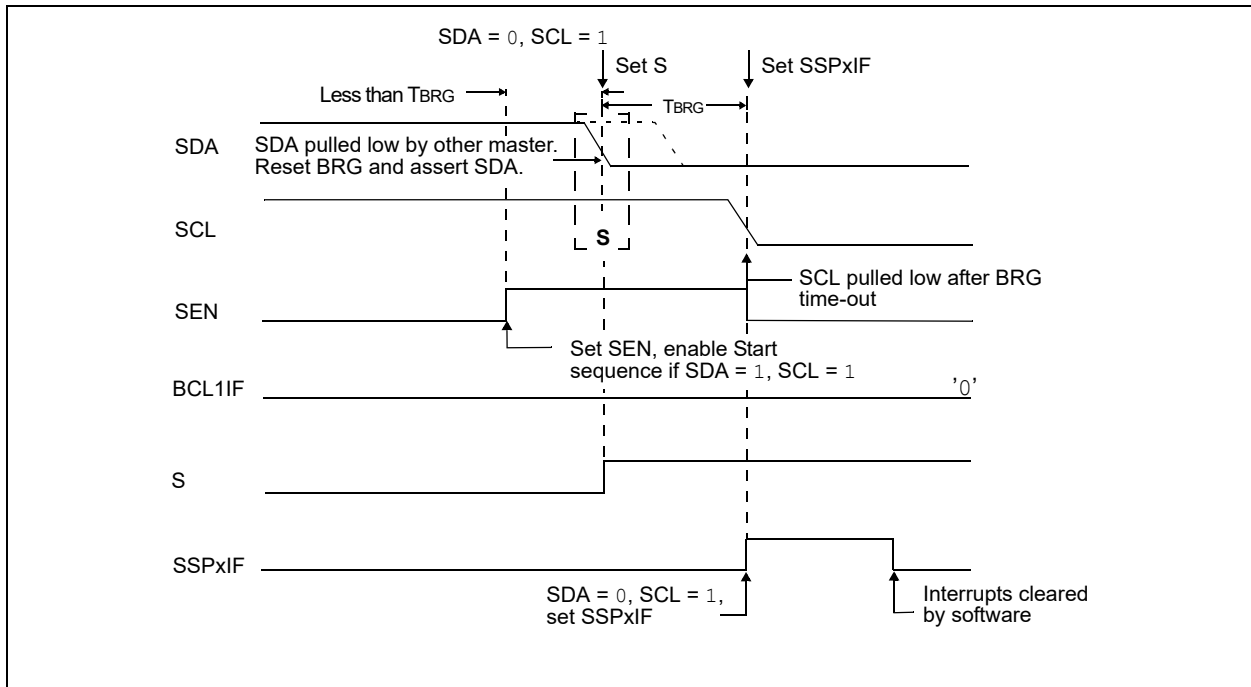 SDA = 0, SCL = 1
Set S
Set SSPxIF
Less than TBRG
TBRG
SDA
SDA pulled low by other master.
Reset BRG and assert SDA.
SCL
S
SCL pulled low after BRG
time-out
SEN
Set SEN, enable Start
sequence if SDA = 1, SCL = 1
BCL1IF
'0'
S
SSPxIF
SDA = 0, SCL = 1,
set SSPxIF
Interrupts cleared
by software